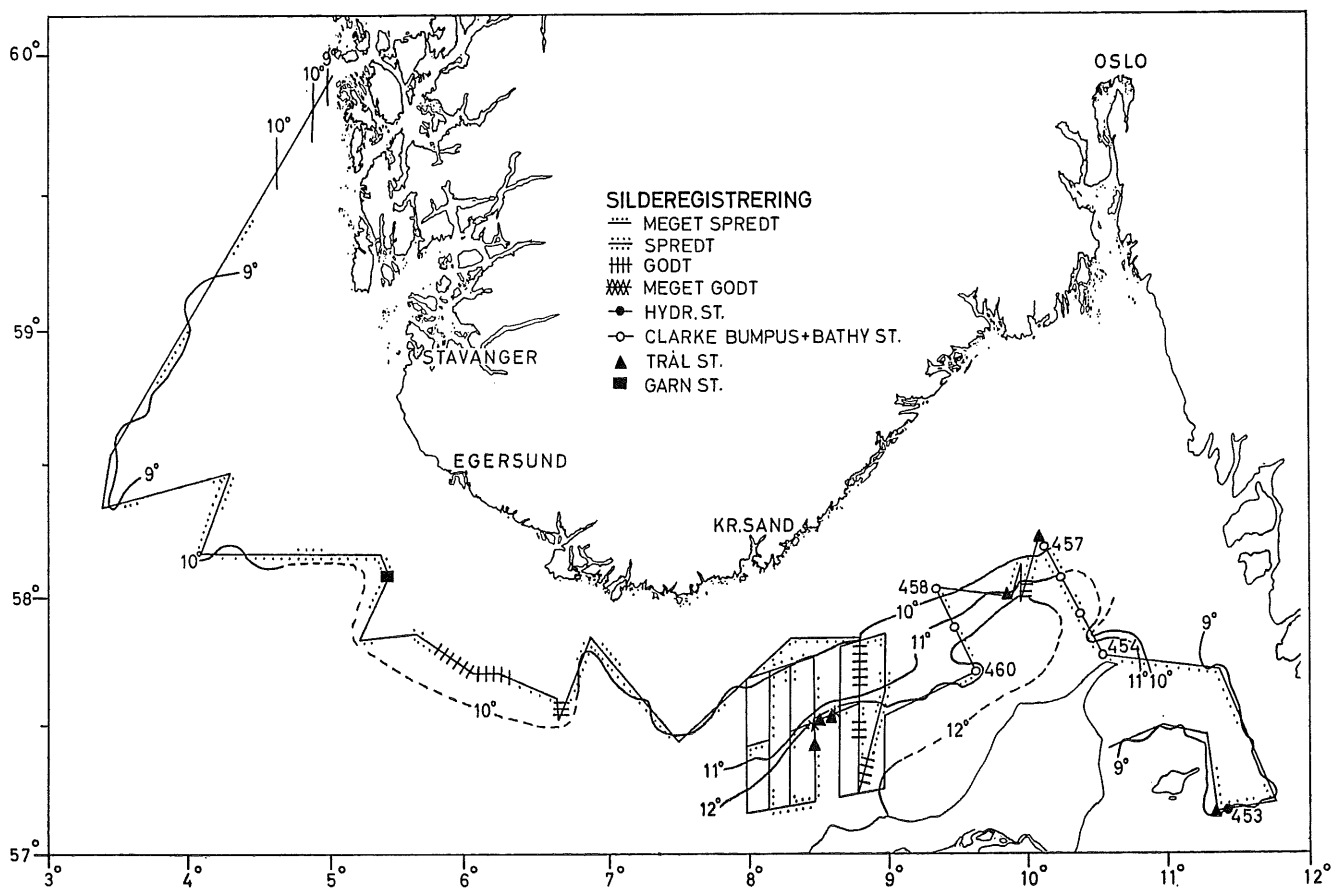 60°
9°
10°
OSLO
10°
SILDEREGISTRERING
MEGET SPREDT
SPREDT
GODT
MEGET GODT
HYDR. ST.
CLARKE BUMPUS+BATHY ST.
TRÅL ST.
GARN ST.
9°
59°
STAVANGER
EGERSUND
9°
KR.SAND
457
10°
58°
458
10°
9°
11°
454
460
11°
10°
10°
12°
11°
9°
12°
453
57°
3°
4°
5°
6°
7°
8°
9°
10°
11°
12°